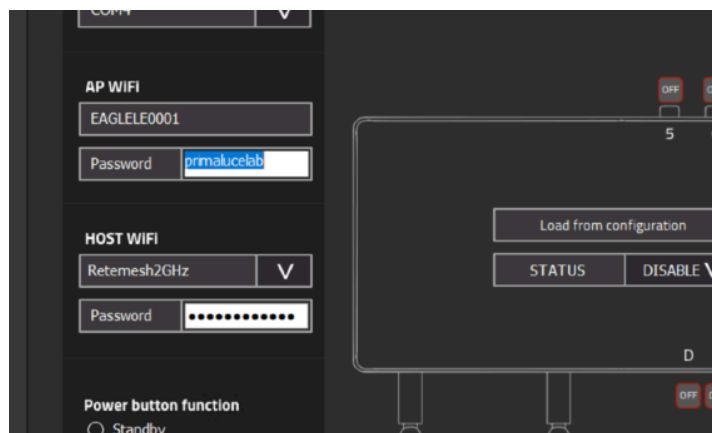 COM4 V
AP WiFi
EAGLELE0001
Password primalucelab
HOST WiFi
Retemesh2GHz V
Password ●●●●●●●●●●●●
Power button function
Standby
OFF
5
Load from configuration
STATUS DISABLE V
D
OFF